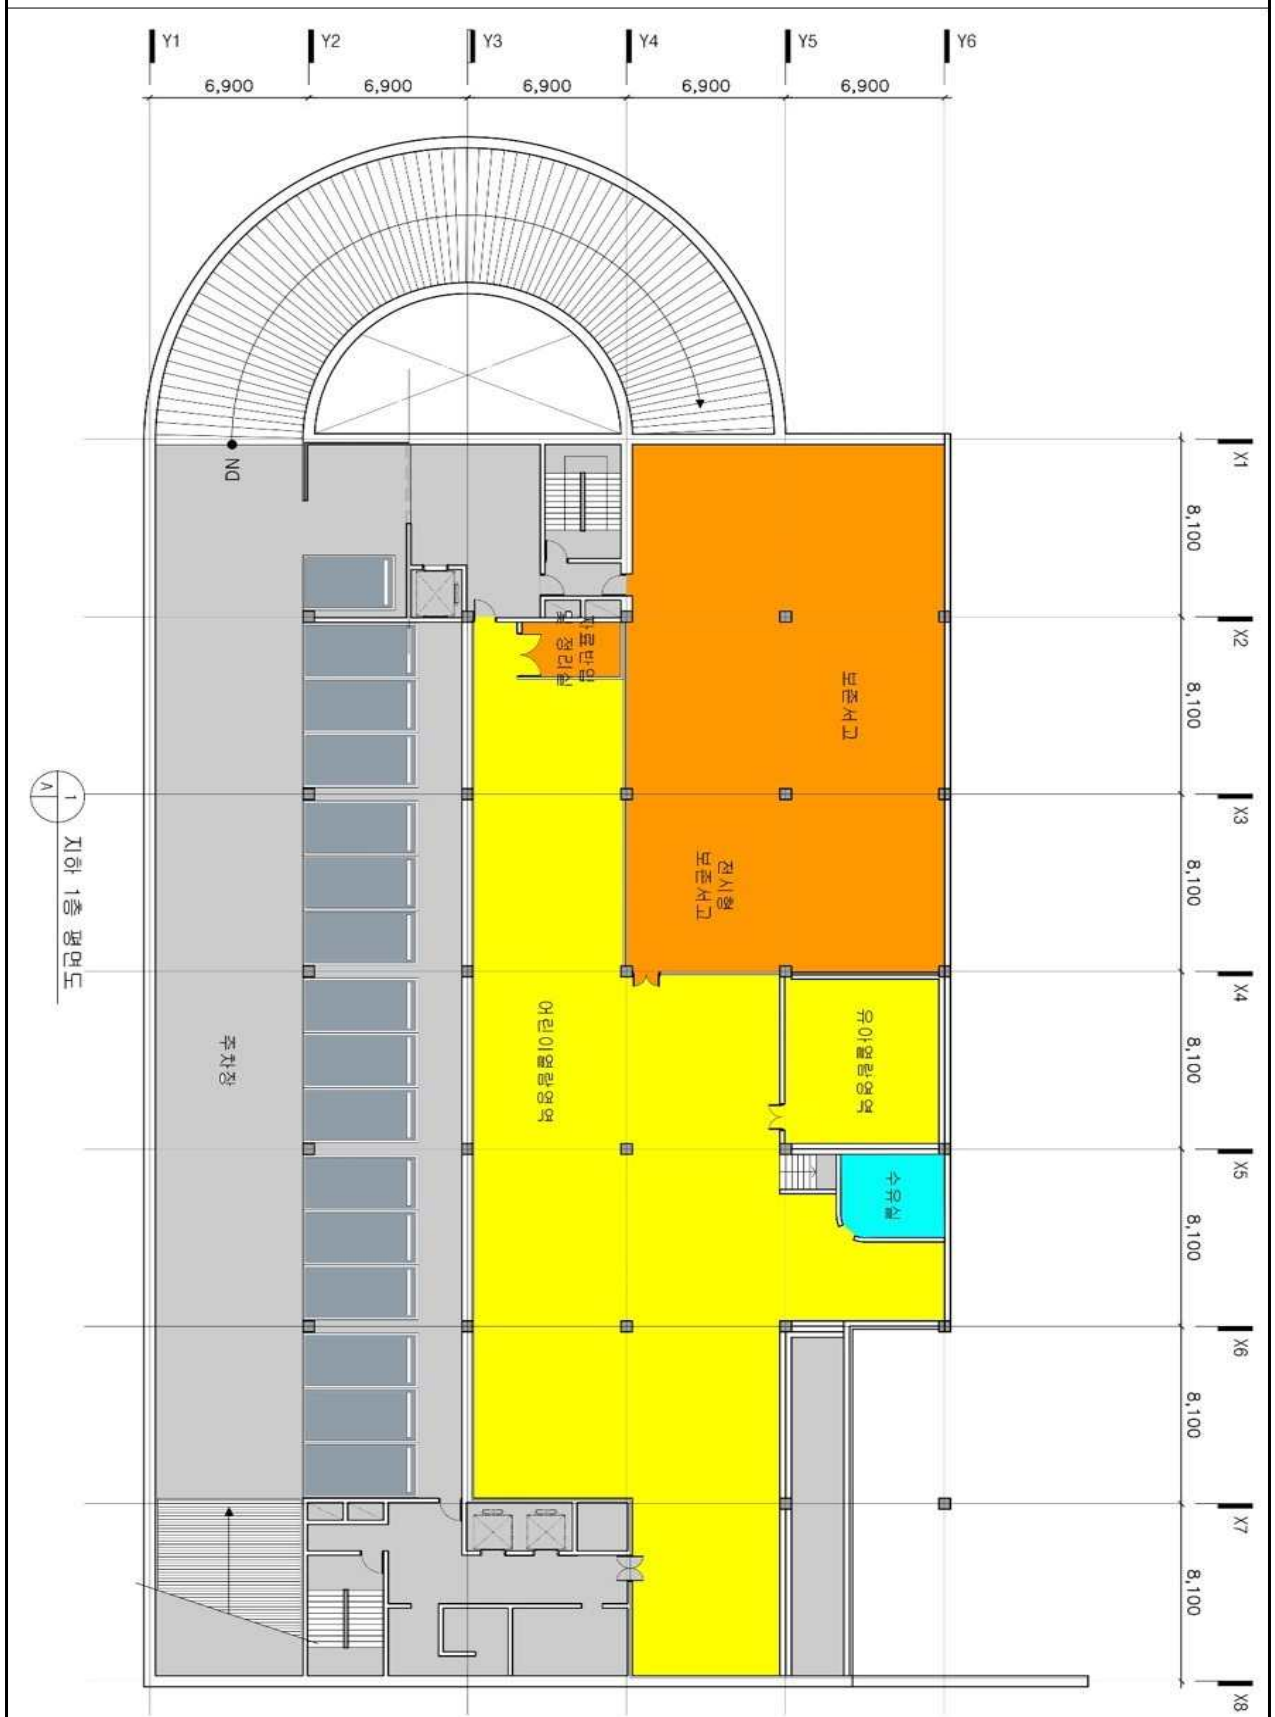 Y1
Y2
Y3
Y4
Y5
Y6
6,900
6,900
6,900
6,900
6,900
X1
8,100
X2
8,100
X3
8,100
X4
8,100
X5
8,100
X6
8,100
X7
8,100
X8
DN
자료반입
및 정리실
보존서고
전시형
보존서고
어린이열람영역
유아열람영역
수유실
주차장
1
A
지하 1층 평면도